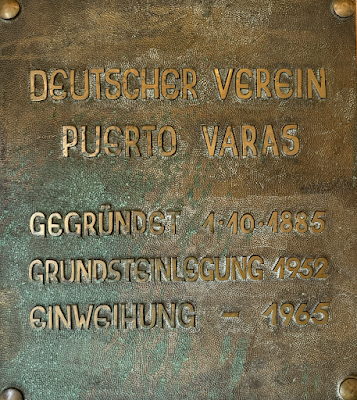 DEUTSCHER VEREIN
PUERTO VARAS
GEGRÜNDET 1·10·1885
GRUNDSTEINLEGUNG 1952
EINWEIHUNG – 1965